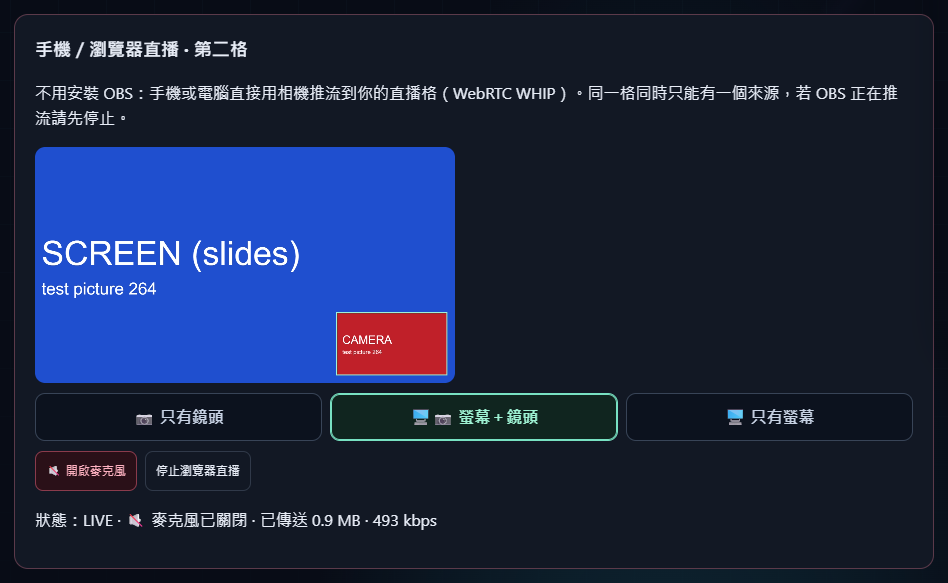 手機 / 瀏覽器直播 · 第二格
不用安裝 OBS：手機或電腦直接用相機推流到你的直播格（WebRTC WHIP）。同一格同時只能有一個來源，若 OBS 正在推
流請先停止。
SCREEN (slides)
test picture 264
CAMERA
test picture 264
只有鏡頭
螢幕 + 鏡頭
只有螢幕
開啟麥克風
停止瀏覽器直播
狀態：LIVE · 麥克風已關閉 · 已傳送 0.9 MB · 493 kbps